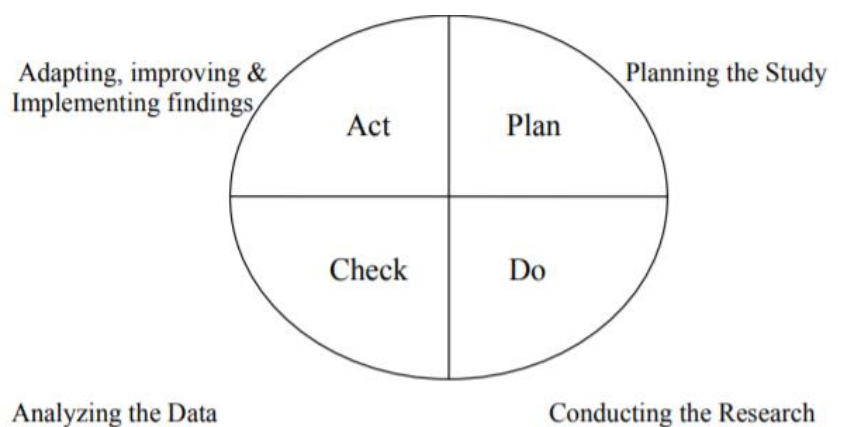 Adapting, improving &
Implementing findings
Planning the Study
Act
Plan
Check
Do
Analyzing the Data
Conducting the Research